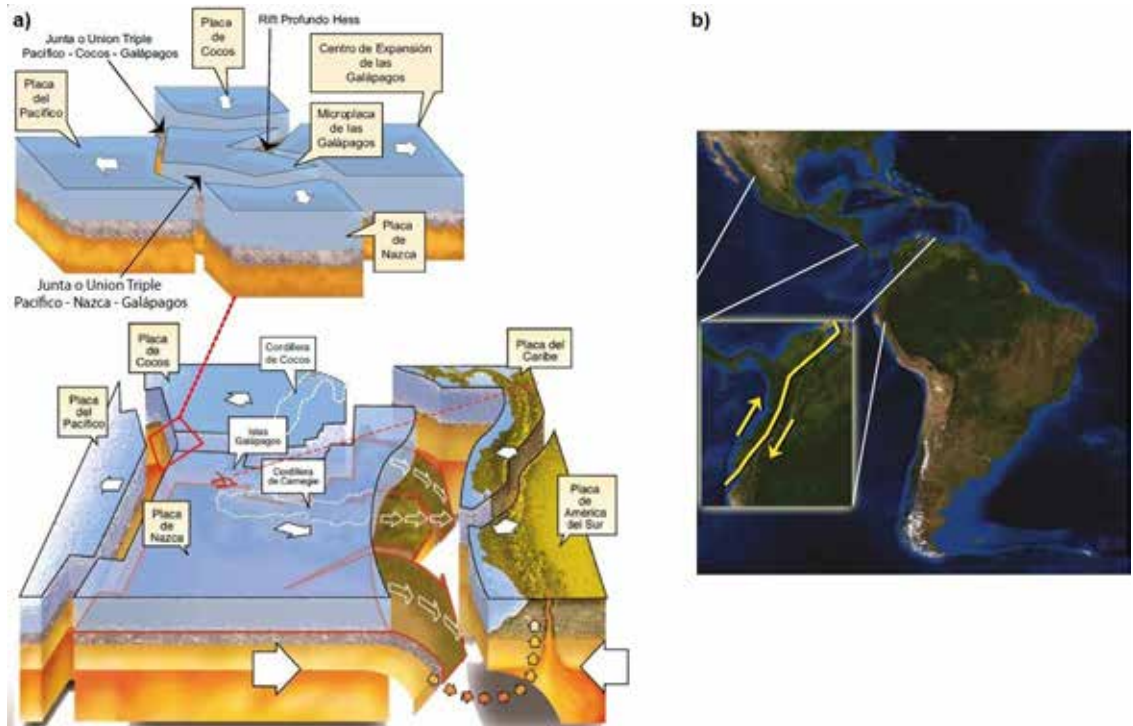 a)
Placa
de
Cocos
Rift Profundo Hess
Junta o Union Triple
Pacífico - Cocos - Galápagos
Centro de Expansión
de las
Galápagos
Placa
del
Pacífico
Microplaca
de las
Galápagos
Placa
de
Nazca
Junta o Union Triple
Pacífico - Nazca - Galápagos
Placa
de
Cocos
Cordillera
de Cocos
Placa del
Caribe
Placa
del
Pacífico
Islas
Galápagos
Cordillera
de Carnegie
Placa
de
América
del Sur
Placa
de
Nazca
b)